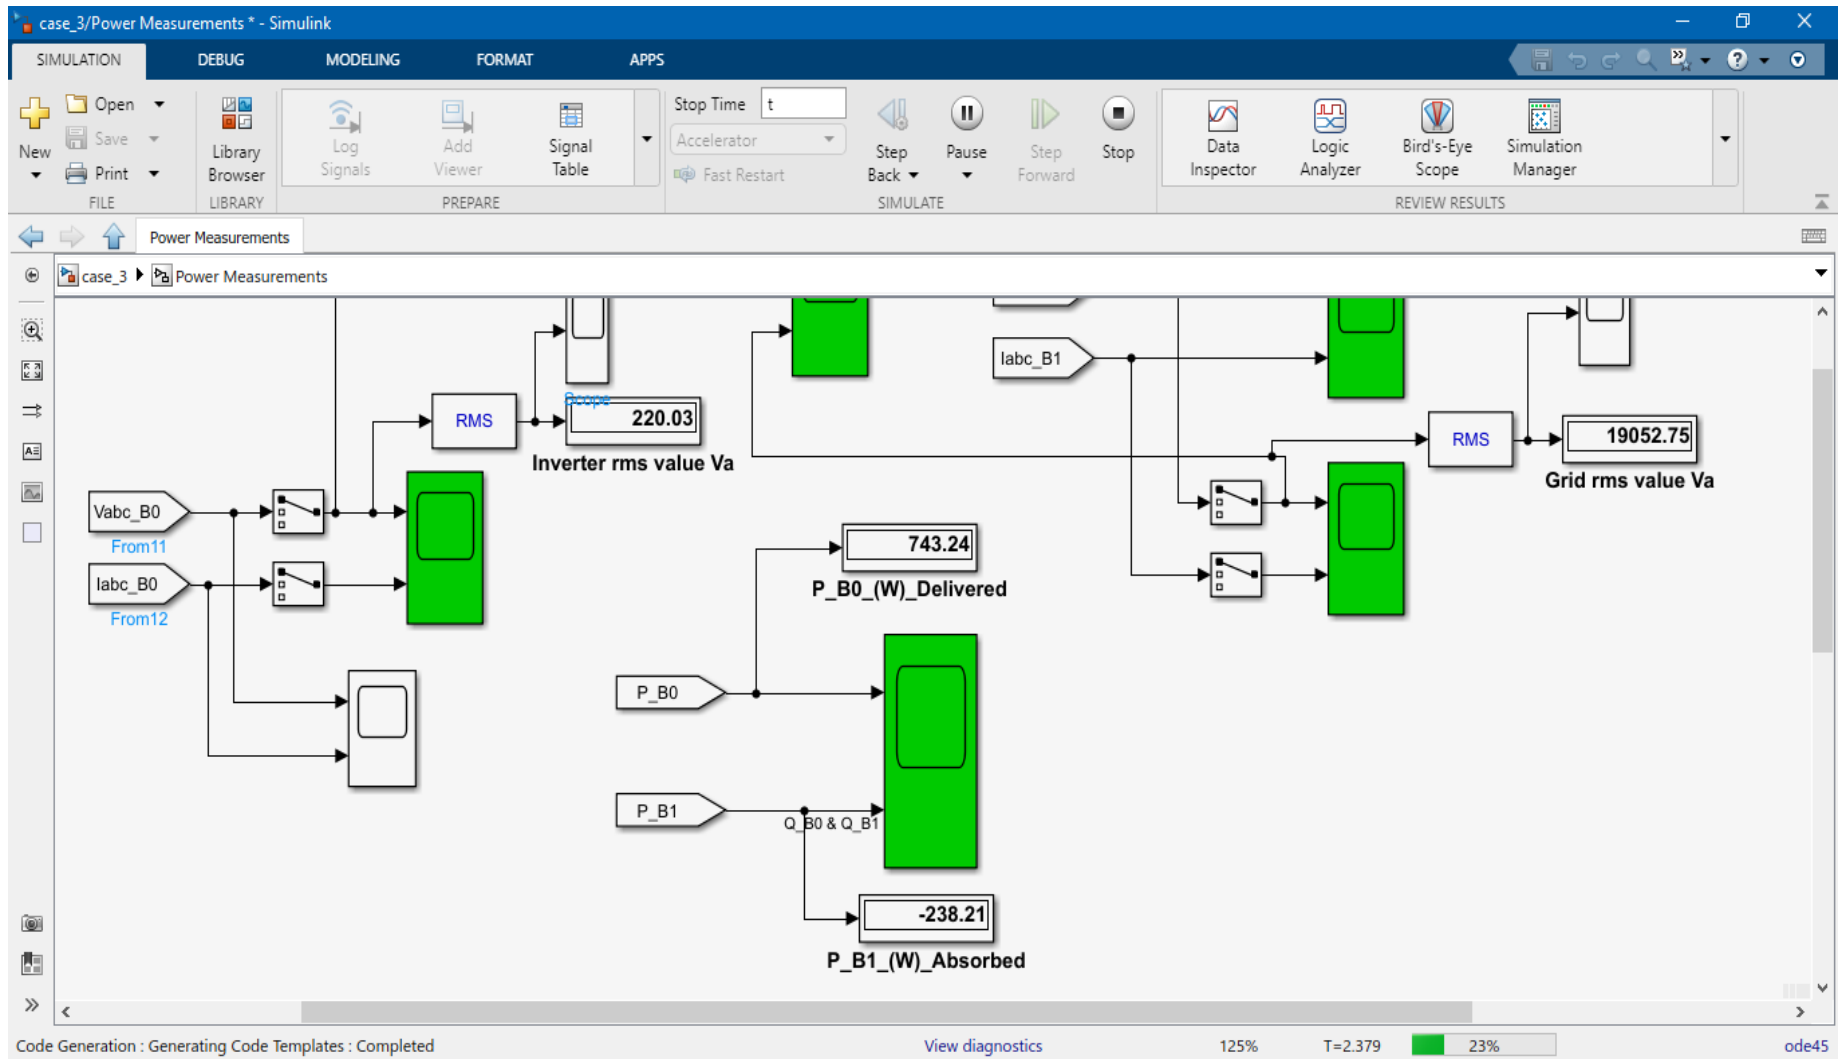 case_3/Power Measurements * - Simulink
SIMULATION DEBUG MODELING FORMAT APPS
New
Open
Save
Print
FILE
Library Browser
LIBRARY
Log Signals
Add Viewer
Signal Table
PREPARE
Stop Time t
Accelerator
Fast Restart
Step Back
Pause
Step Forward
Stop
SIMULATE
Data Inspector
Logic Analyzer
Bird's-Eye Scope
Simulation Manager
REVIEW RESULTS
Power Measurements
case_3 Power Measurements
Iabc_B1
Scope
RMS
220.03
Inverter rms value Va
RMS
19052.75
Grid rms value Va
Vabc_B0
From11
Iabc_B0
From12
743.24
P_B0_(W)_Delivered
P_B0
P_B1
Q_B0 & Q_B1
-238.21
P_B1_(W)_Absorbed
Code Generation : Generating Code Templates : Completed
View diagnostics
125%
T=2.379
23%
ode45